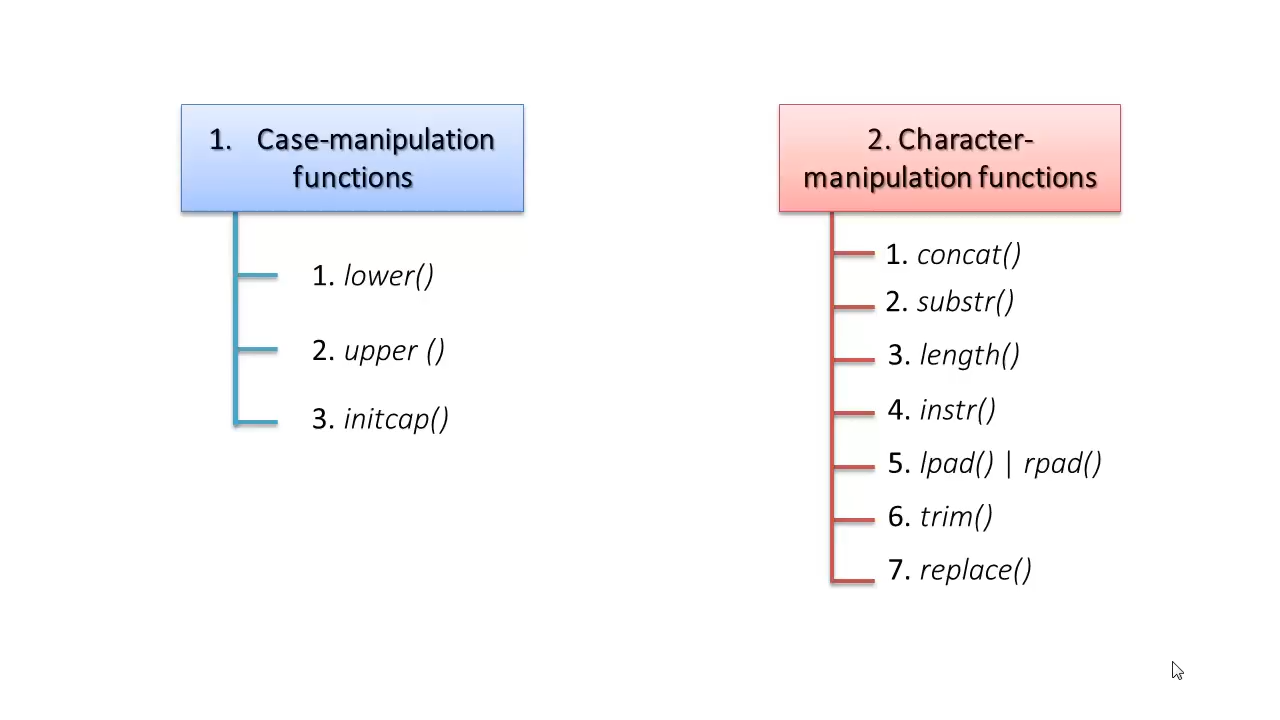 1. Case-manipulation
functions
1. lower()
2. upper ()
3. initcap()
2. Character-
manipulation functions
1. concat()
2. substr()
3. length()
4. instr()
5. lpad() | rpad()
6. trim()
7. replace()